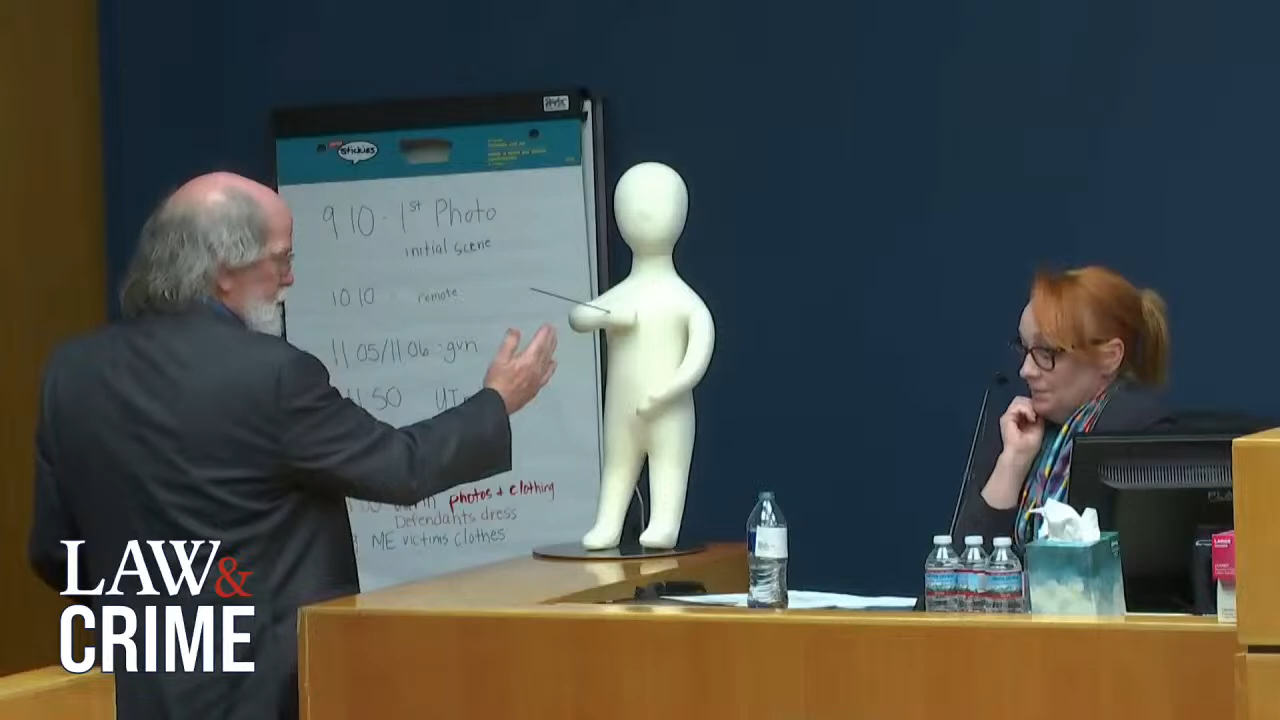 stickies
9 10 - 1st Photo
initial scene
10 10 remote
11 05/11 06 - gun
50
photos + clothing
Defendants dress
ME victims clothes
LAW&
CRIME